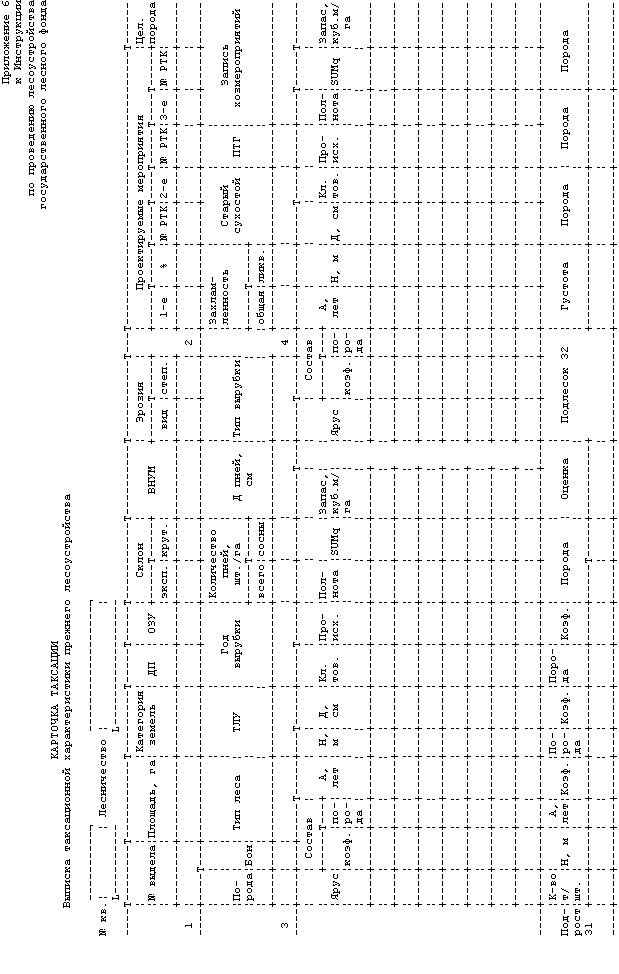 Приложение 6
к Инструкции
по проведению лесоустройства
государственного лесного фонда
КАРТОЧКА ТАКСАЦИИ
Выписка таксационной характеристики прежнего лесоустройства
№ кв. Лесничество
Категория Склон Эрозия Проектируемые мероприятия Цел.
№ выдела Площадь, га земель ДП ОЗУ ВНУМ порода
эксп. крут. вид степ. 1-е % № РТК 2-е № РТК 3-е № РТК
1 2
Количество Захлам-
Год пней, Д пней, ленность Старый Запись
По- Бон Тип леса ТЛУ вырубки шт./га см Тип вырубки сухостой ПТГ хозмероприятий
рода всего сосны общая ликв.
3 4
Состав Состав
А, Н, Д, Кл. Про- Пол- SUMq Запас, А, Н, м Д, см Кл. Про- Пол- SUMq Запас,
Ярус коэф. по- лет м см тов. исх. нота куб.м/ Ярус коэф. по- лет тов. исх. нота куб.м/
ро- га ро- га
да да
К-во А, По- Поро-
Под- т/ Н, м лет Коэф. ро- Коэф. да Коэф. Порода Оценка Подлесок 32 Густота Порода Порода Порода Порода
рост шт. да
31